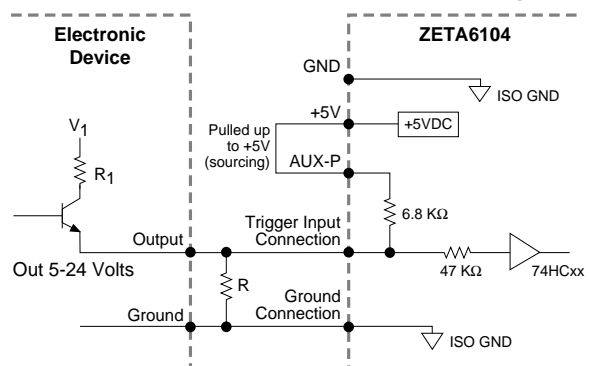 Electronic
Device
ZETA6104
GND
ISO GND
+5V
+5VDC
Pulled up
to +5V
(sourcing)
AUX-P
V1
R1
6.8 KΩ
Output
Trigger Input
Connection
Out 5-24 Volts
47 KΩ
74HCxx
R
Ground
Ground
Connection
ISO GND